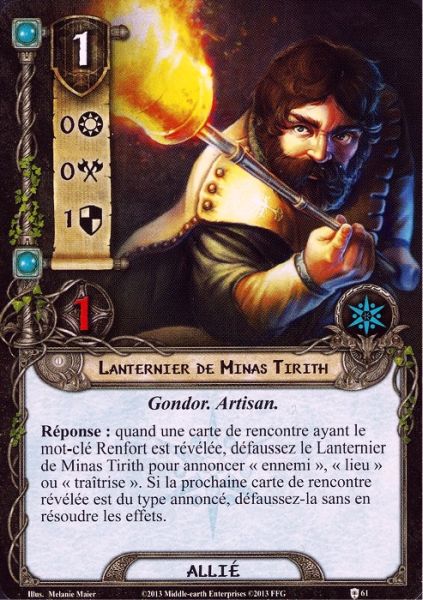 1
0
0
1
1
Lanternier de Minas Tirith
Gondor. Artisan.
Réponse : quand une carte de rencontre ayant le
mot-clé Renfort est révélée, défaussez le Lanternier
de Minas Tirith pour annoncer « ennemi », « lieu »
ou « traîtrise ». Si la prochaine carte de rencontre
révélée est du type annoncé, défaussez-la sans en
résoudre les effets.
ALLIÉ
Illus. Melanie Maier ©2013 Middle-earth Enterprises ©2013 FFG 61